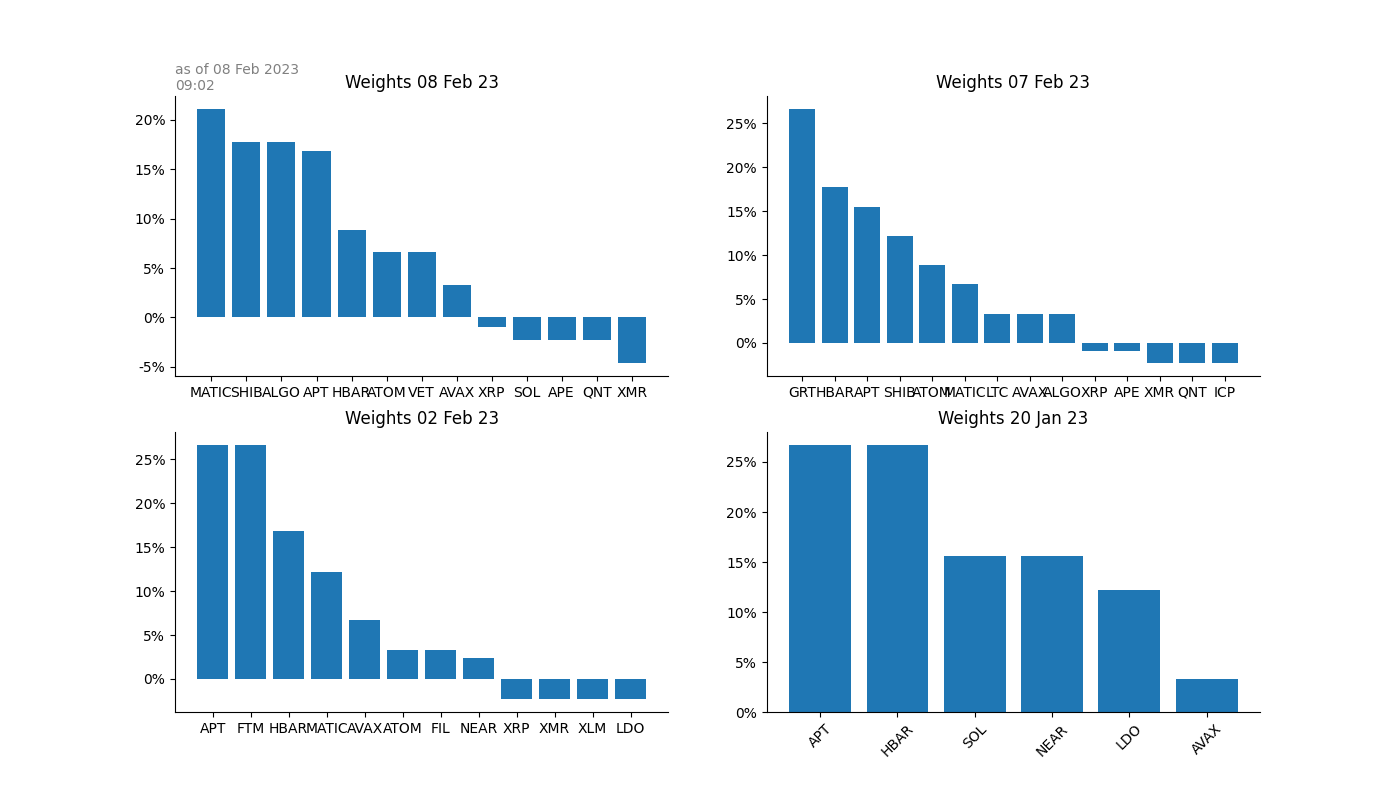 as of 08 Feb 2023
09:02
Weights 08 Feb 23
20%
15%
10%
5%
0%
-5%
MATIC SHIB ALGO APT HBAR ATOM VET AVAX XRP SOL APE QNT XMR
Weights 07 Feb 23
25%
20%
15%
10%
5%
0%
GRT HBAR APT SHIB ATOM MATIC LTC AVAX ALGO XRP APE XMR QNT ICP
Weights 02 Feb 23
25%
20%
15%
10%
5%
0%
APT FTM HBAR MATIC AVAX ATOM FIL NEAR XRP XMR XLM LDO
Weights 20 Jan 23
25%
20%
15%
10%
5%
0%
APT HBAR SOL NEAR LDO AVAX